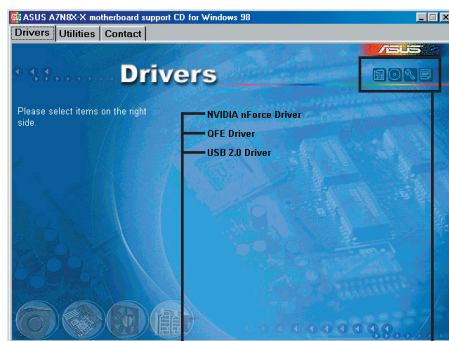 ASUS A7N8X-X motherboard support CD for Windows 98
Drivers Utilities Contact
ASUS
Drivers
Please select items on the right
side.
NVIDIA nForce Driver
QFE Driver
USB 2.0 Driver